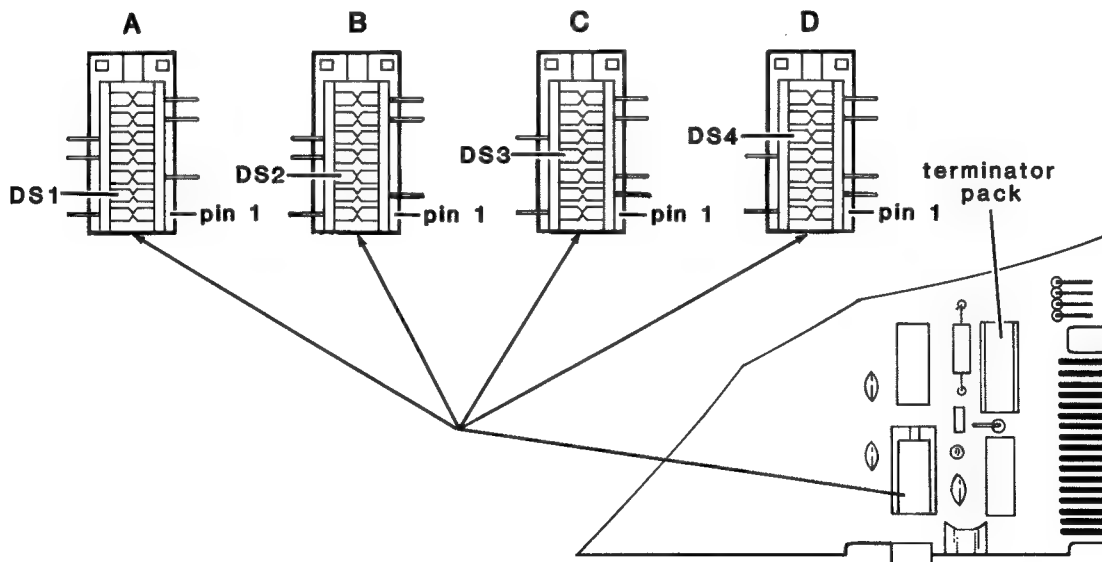 A B C D
DS1 pin 1
DS2 pin 1
DS3 pin 1
DS4 pin 1
terminator
pack